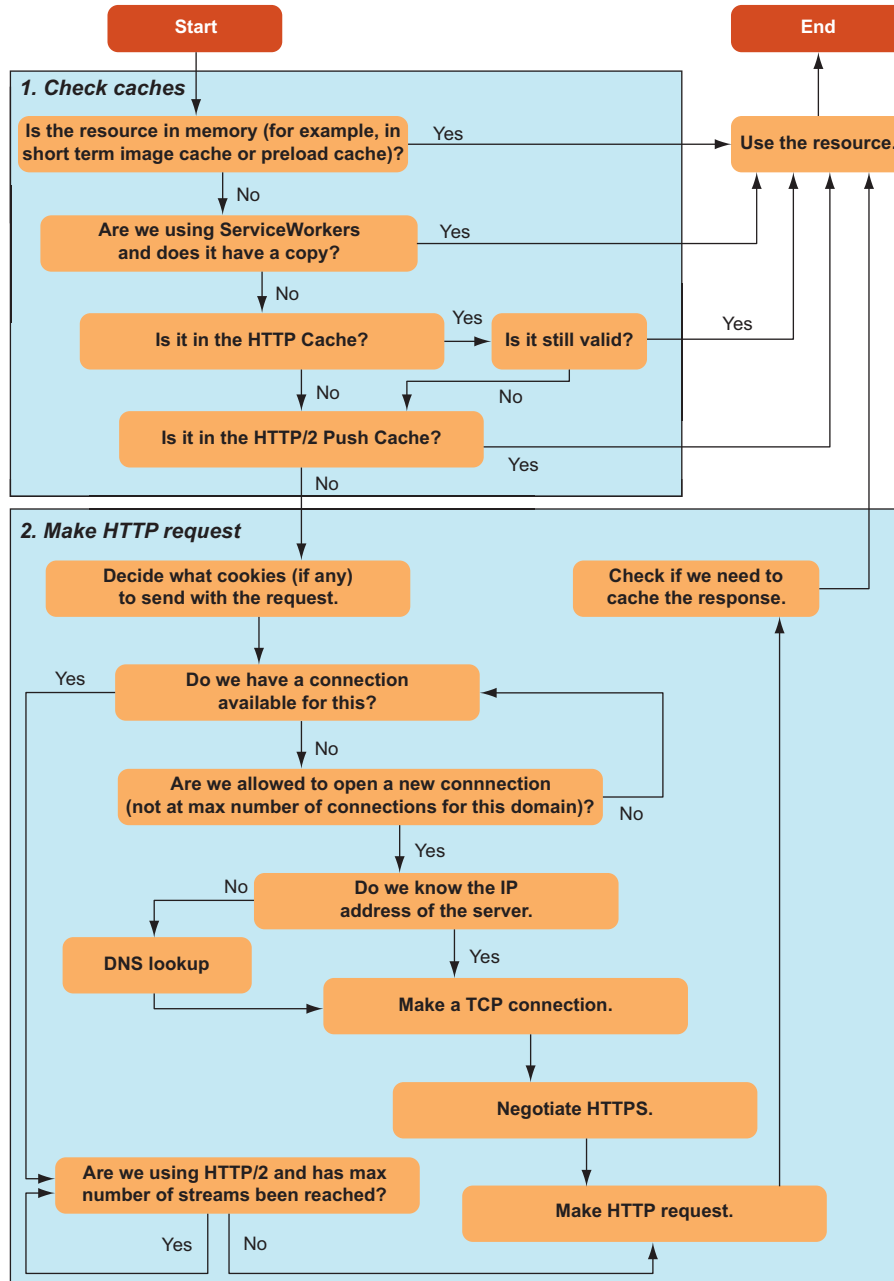 Start
End
1. Check caches
Is the resource in memory (for example, in
short term image cache or preload cache)?
Yes
Use the resource.
No
Are we using ServiceWorkers
and does it have a copy?
Yes
No
Is it in the HTTP Cache?
Yes
Is it still valid?
Yes
No
No
Is it in the HTTP/2 Push Cache?
Yes
No
2. Make HTTP request
Decide what cookies (if any)
to send with the request.
Check if we need to
cache the response.
Yes
Do we have a connection
available for this?
No
Are we allowed to open a new connnection
(not at max number of connections for this domain)?
No
Yes
No
Do we know the IP
address of the server.
DNS lookup
Yes
Make a TCP connection.
Negotiate HTTPS.
Are we using HTTP/2 and has max
number of streams been reached?
Make HTTP request.
Yes
No